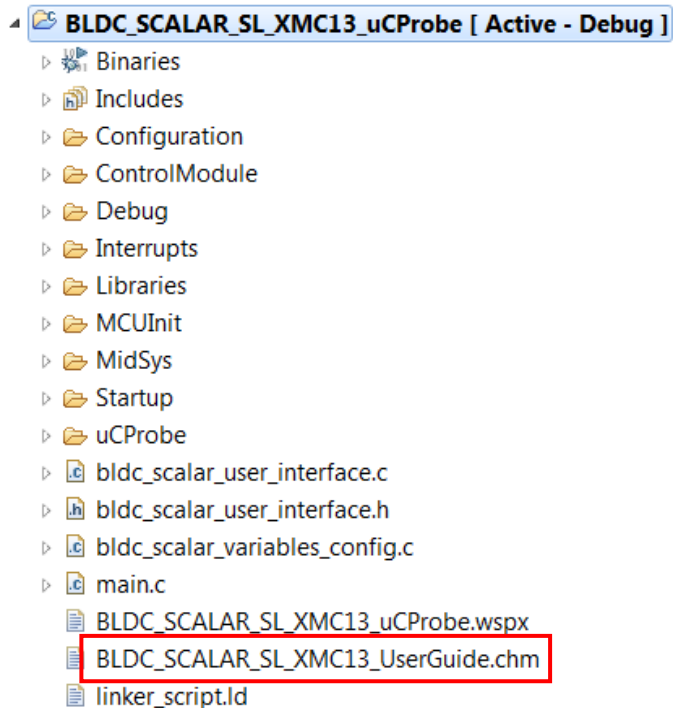 BLDC_SCALAR_SL_XMC13_uCProbe [ Active - Debug ]
Binaries
Includes
Configuration
ControlModule
Debug
Interrupts
Libraries
MCUInit
MidSys
Startup
uCProbe
bldc_scalar_user_interface.c
bldc_scalar_user_interface.h
bldc_scalar_variables_config.c
main.c
BLDC_SCALAR_SL_XMC13_uCProbe.wspx
BLDC_SCALAR_SL_XMC13_UserGuide.chm
linker_script.ld